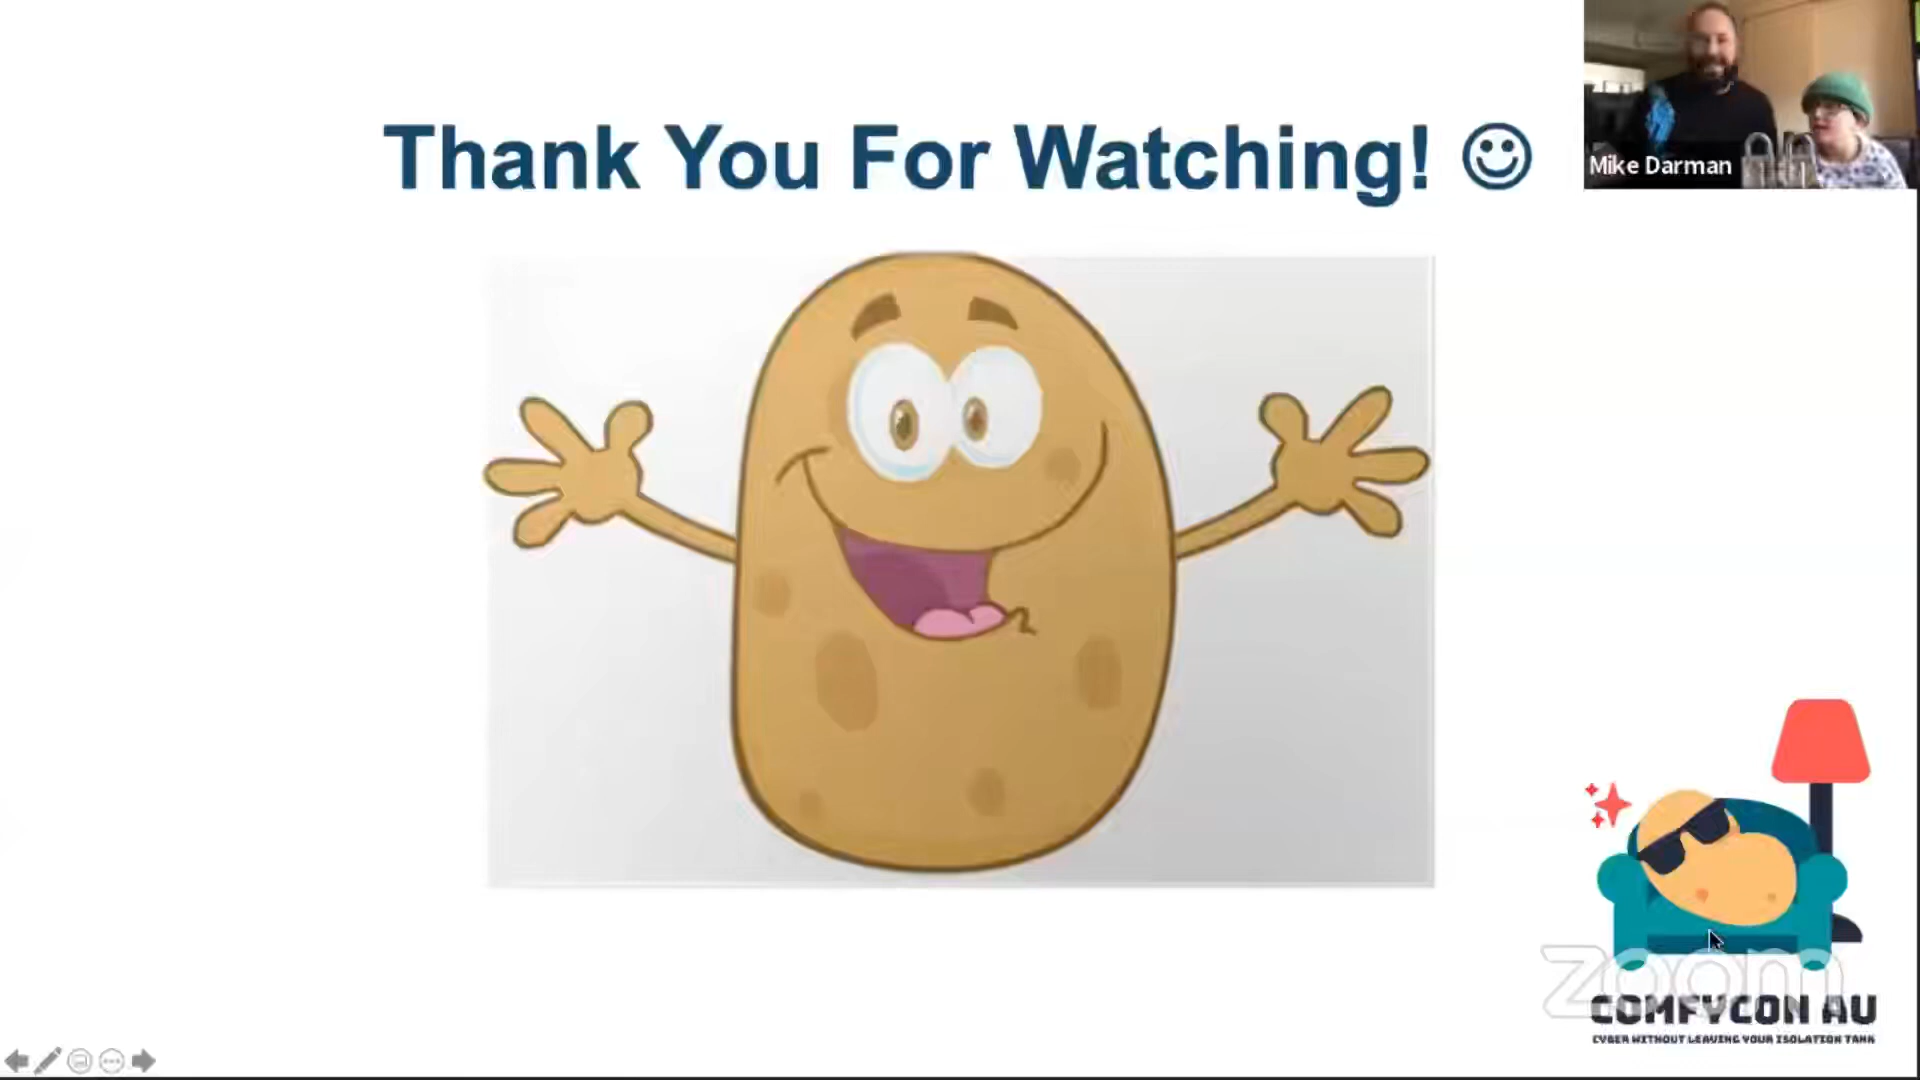 Thank You For Watching! ☺
Mike Darman
zoom
COMFYCON AU
CYBER WITHOUT LEAVING YOUR ISOLATION TANK